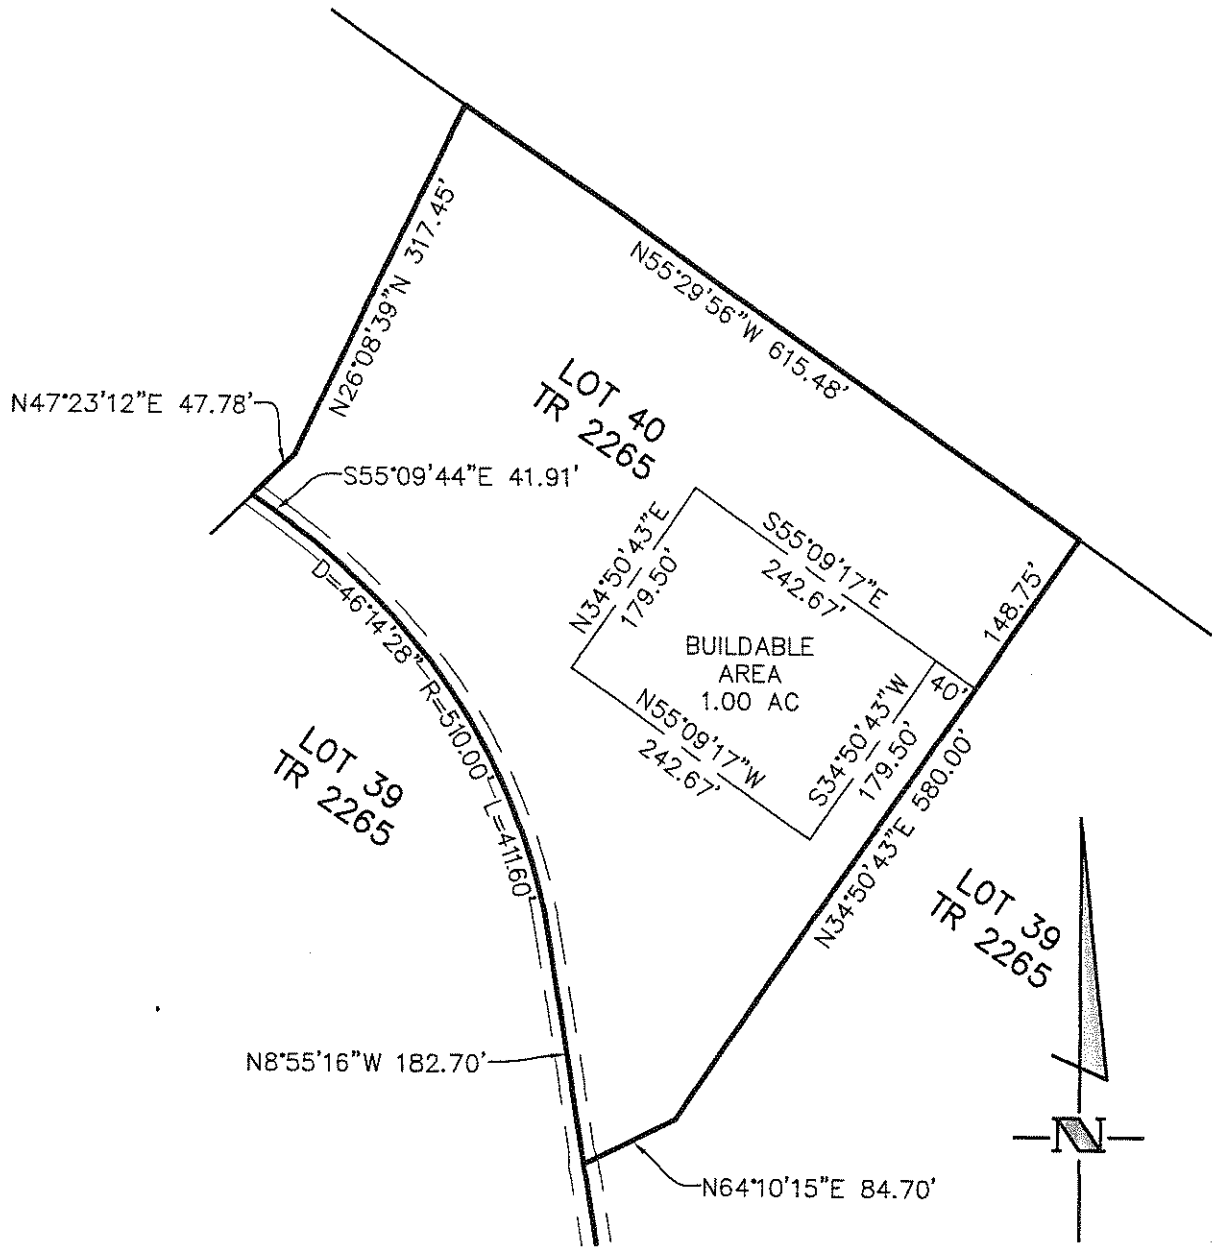 N55°29'56"W 615.48'
N26°08'39"N 317.45'
N47°23'12"E 47.78'
LOT 40
TR 2265
S55°09'44"E 41.91'
N34°50'43"E
179.50'
S55°09'17"E
242.67'
148.75'
BUILDABLE
AREA
1.00 AC
40'
N55°09'17"W
242.67'
S34°50'43"W
179.50'
D=46°14'28" R=510.00' L=411.60'
LOT 39
TR 2265
N34°50'43"E 580.00'
LOT 39
TR 2265
N8°55'16"W 182.70'
N64°10'15"E 84.70'
N